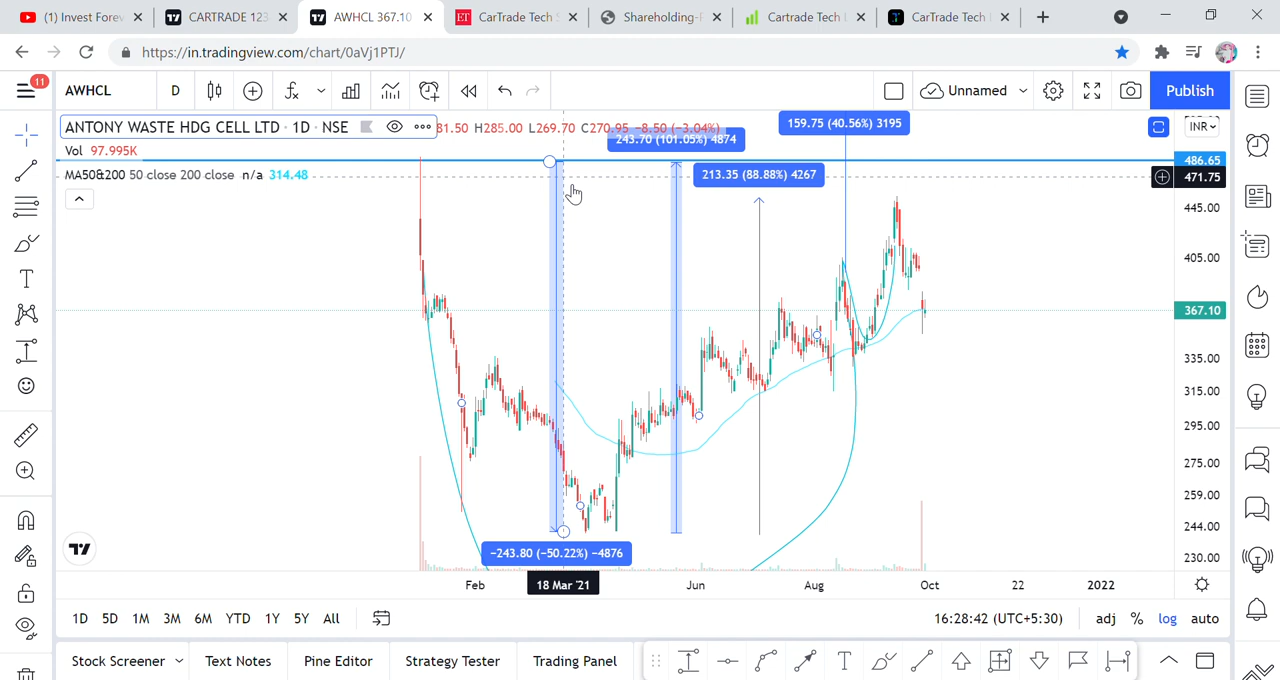 (1) Invest Forev
CARTRADE 123
AWHCL 367.10
CarTrade Tech S
Shareholding-P
Cartrade Tech L
CarTrade Tech
https://in.tradingview.com/chart/0aVj1PTJ/
11
AWHCL
D
Unnamed
Publish
ANTONY WASTE HDG CELL LTD · 1D · NSE
81.50 H285.00 L269.70 C270.95 −8.50 (−3.04%)
Vol 97.995K
MA50&200 50 close 200 close n/a 314.48
243.70 (101.05%) 4874
159.75 (40.56%) 3195
213.35 (88.88%) 4267
−243.80 (−50.22%) −4876
INR
486.65
471.75
445.00
405.00
367.10
335.00
315.00
295.00
275.00
259.00
244.00
230.00
Feb
18 Mar '21
Jun
Aug
Oct
22
2022
1D 5D 1M 3M 6M YTD 1Y 5Y All
16:28:42 (UTC+5:30)
adj % log auto
Stock Screener
Text Notes
Pine Editor
Strategy Tester
Trading Panel